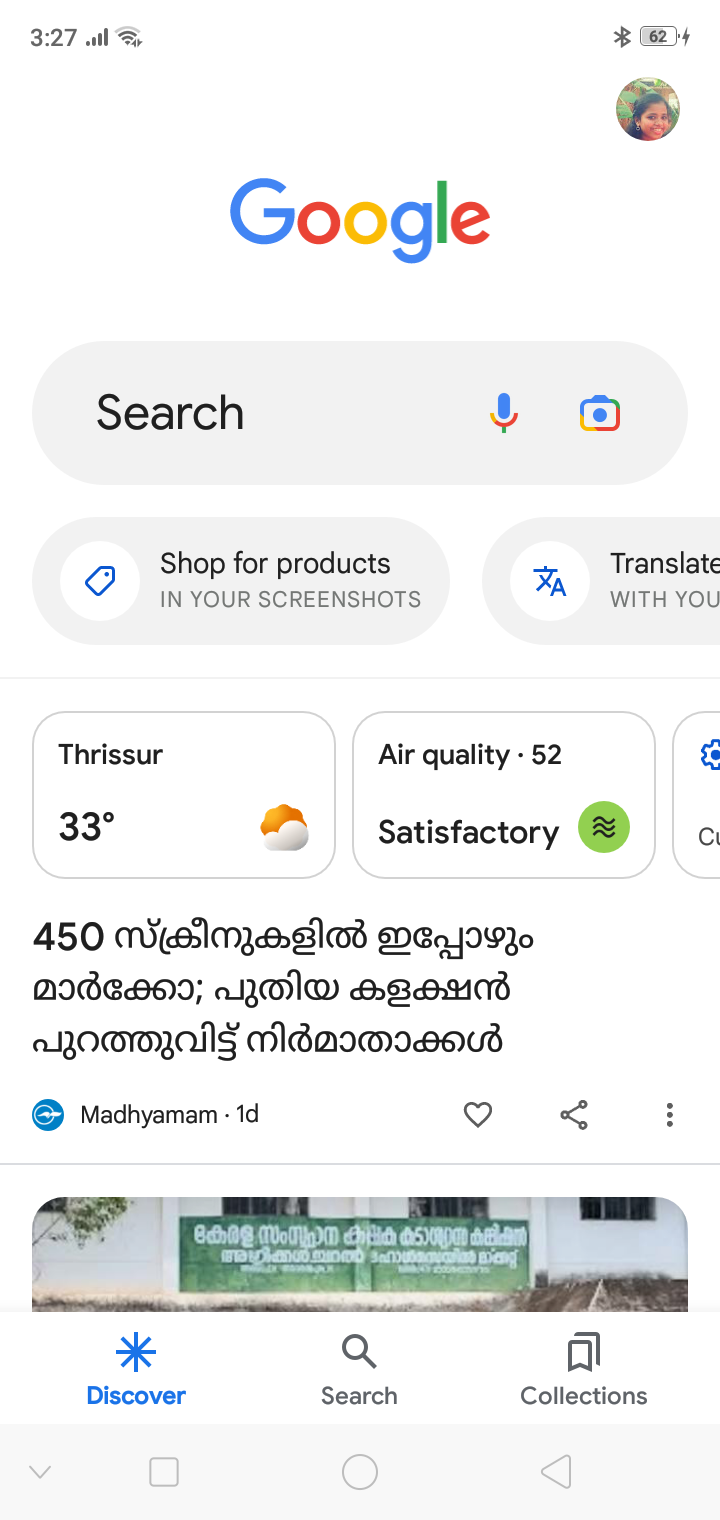 3:27
62
Google
Search
Shop for products
IN YOUR SCREENSHOTS
Translate
WITH YOU
Thrissur
33°
Air quality · 52
Satisfactory
Cu
450 സ്ക്രീനുകളിൽ ഇപ്പോഴും
മാർക്കോ; പുതിയ കളക്ഷൻ
പുറത്തുവിട്ട് നിർമാതാക്കൾ
Madhyamam · 1d
കേരള സംസ്ഥാന
Discover
Search
Collections